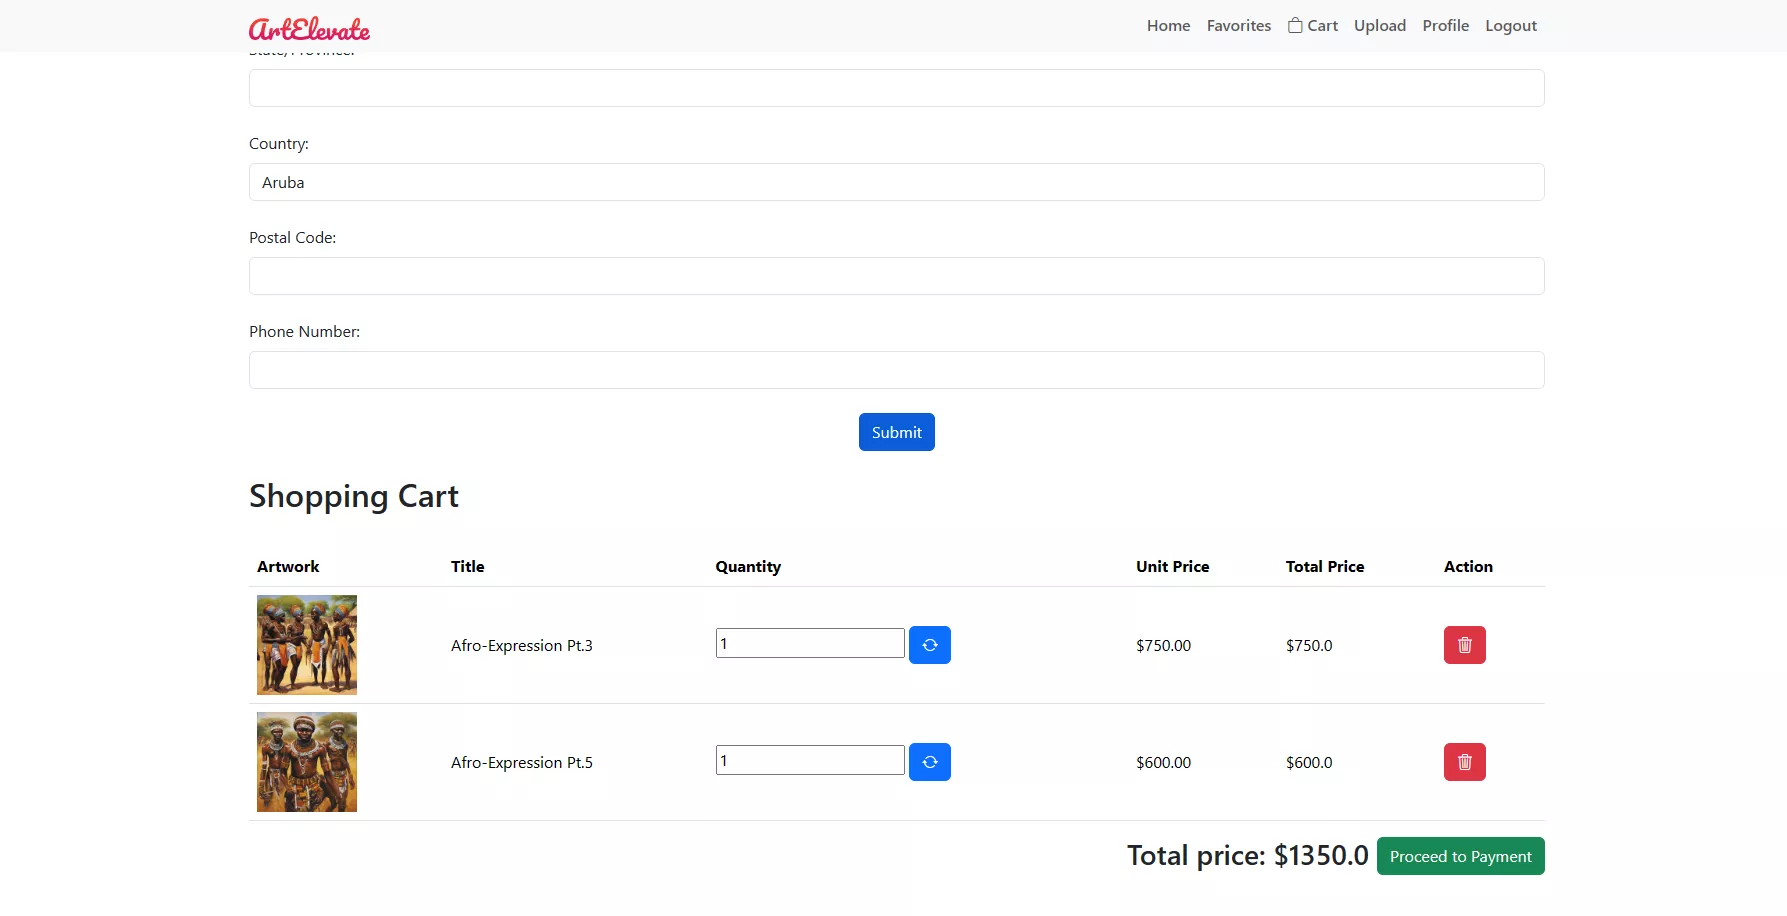 ArtElevate Home Favorites Cart Upload Profile Logout
State/Province:
Country:
Aruba
Postal Code:
Phone Number:
Submit
Shopping Cart
Artwork Title Quantity Unit Price Total Price Action
Afro-Expression Pt.3 1 $750.00 $750.0
Afro-Expression Pt.5 1 $600.00 $600.0
Total price: $1350.0 Proceed to Payment